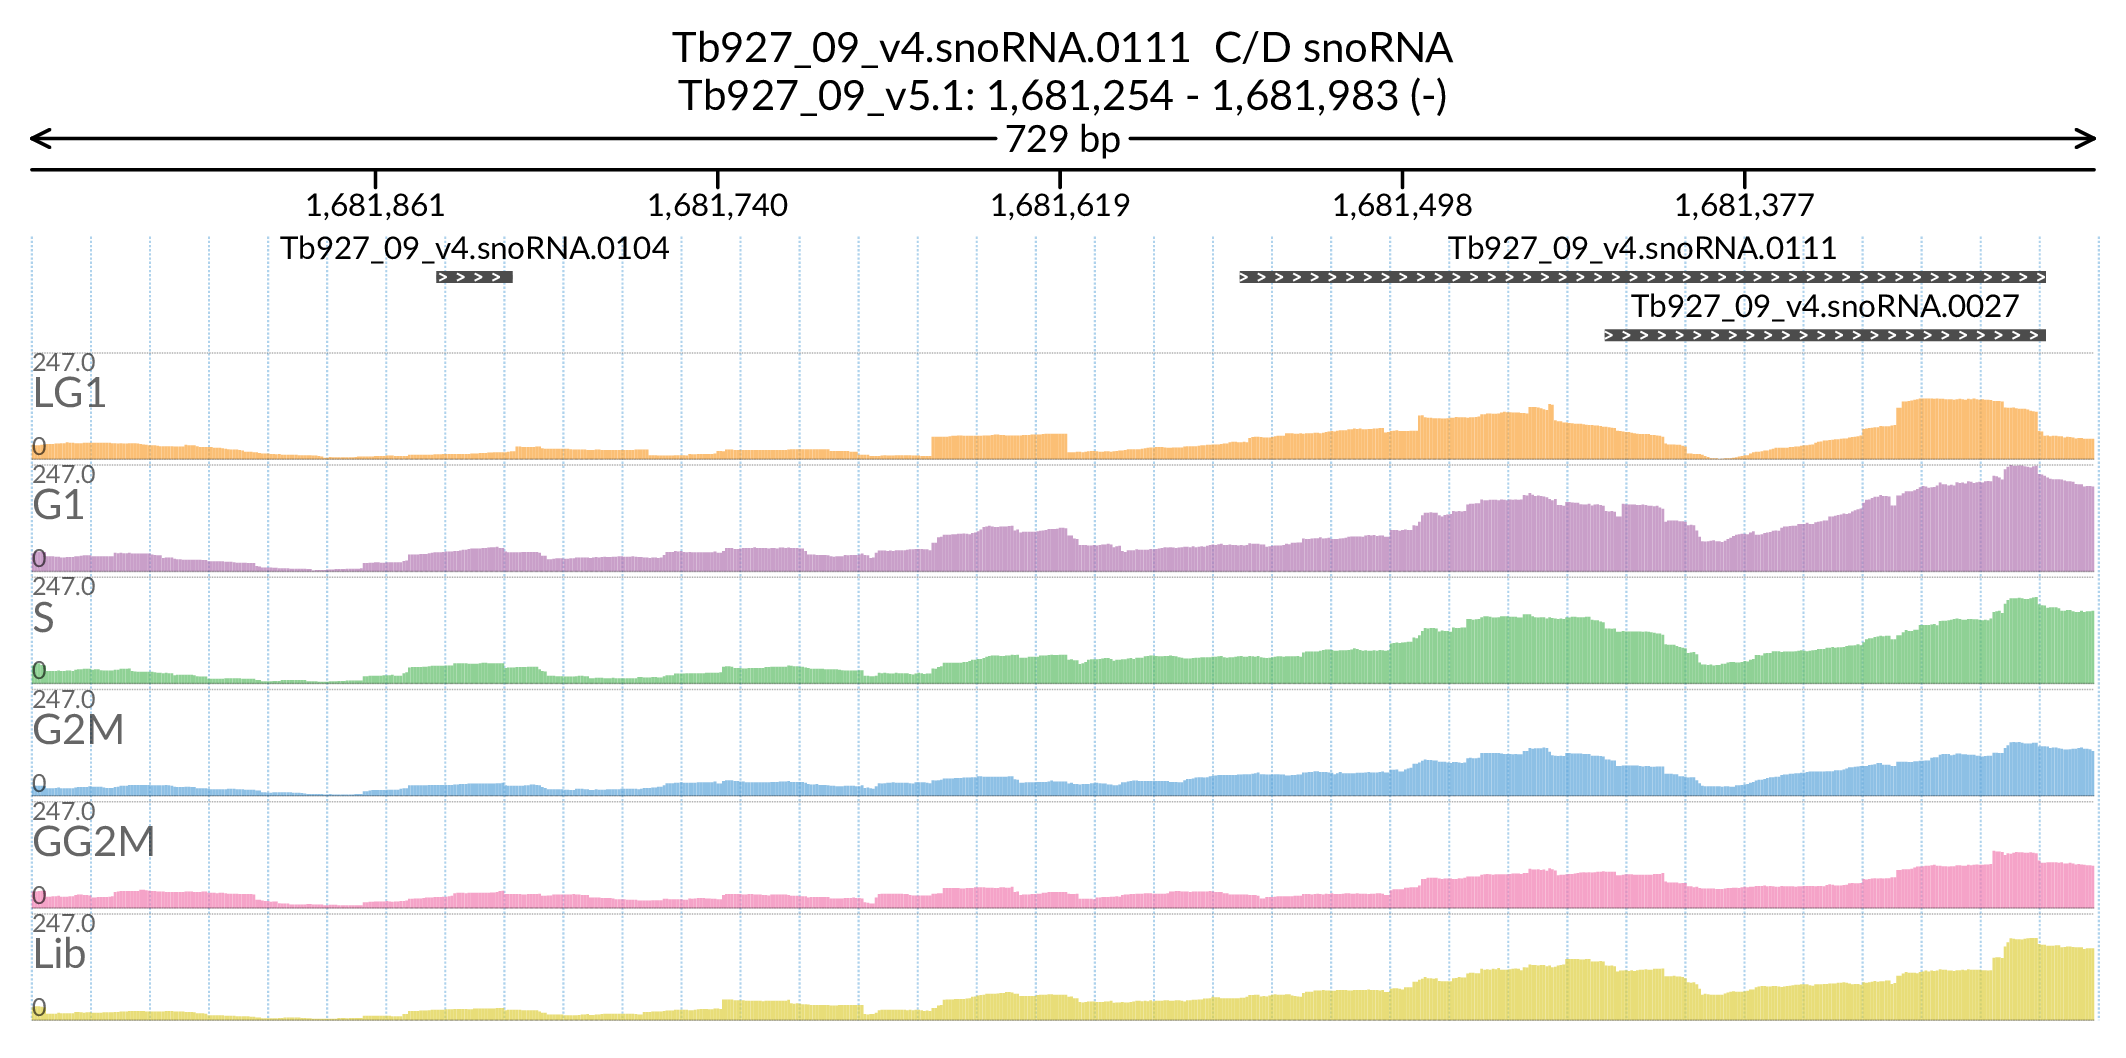 Tb927_09_v4.snoRNA.0111  C/D snoRNA
Tb927_09_v5.1: 1,681,254 - 1,681,983 (-)
729 bp
1,681,861 1,681,740 1,681,619 1,681,498 1,681,377
Tb927_09_v4.snoRNA.0104 Tb927_09_v4.snoRNA.0111
Tb927_09_v4.snoRNA.0027
247.0
LG1
0
247.0
G1
0
247.0
S
0
247.0
G2M
0
247.0
GG2M
0
247.0
Lib
0